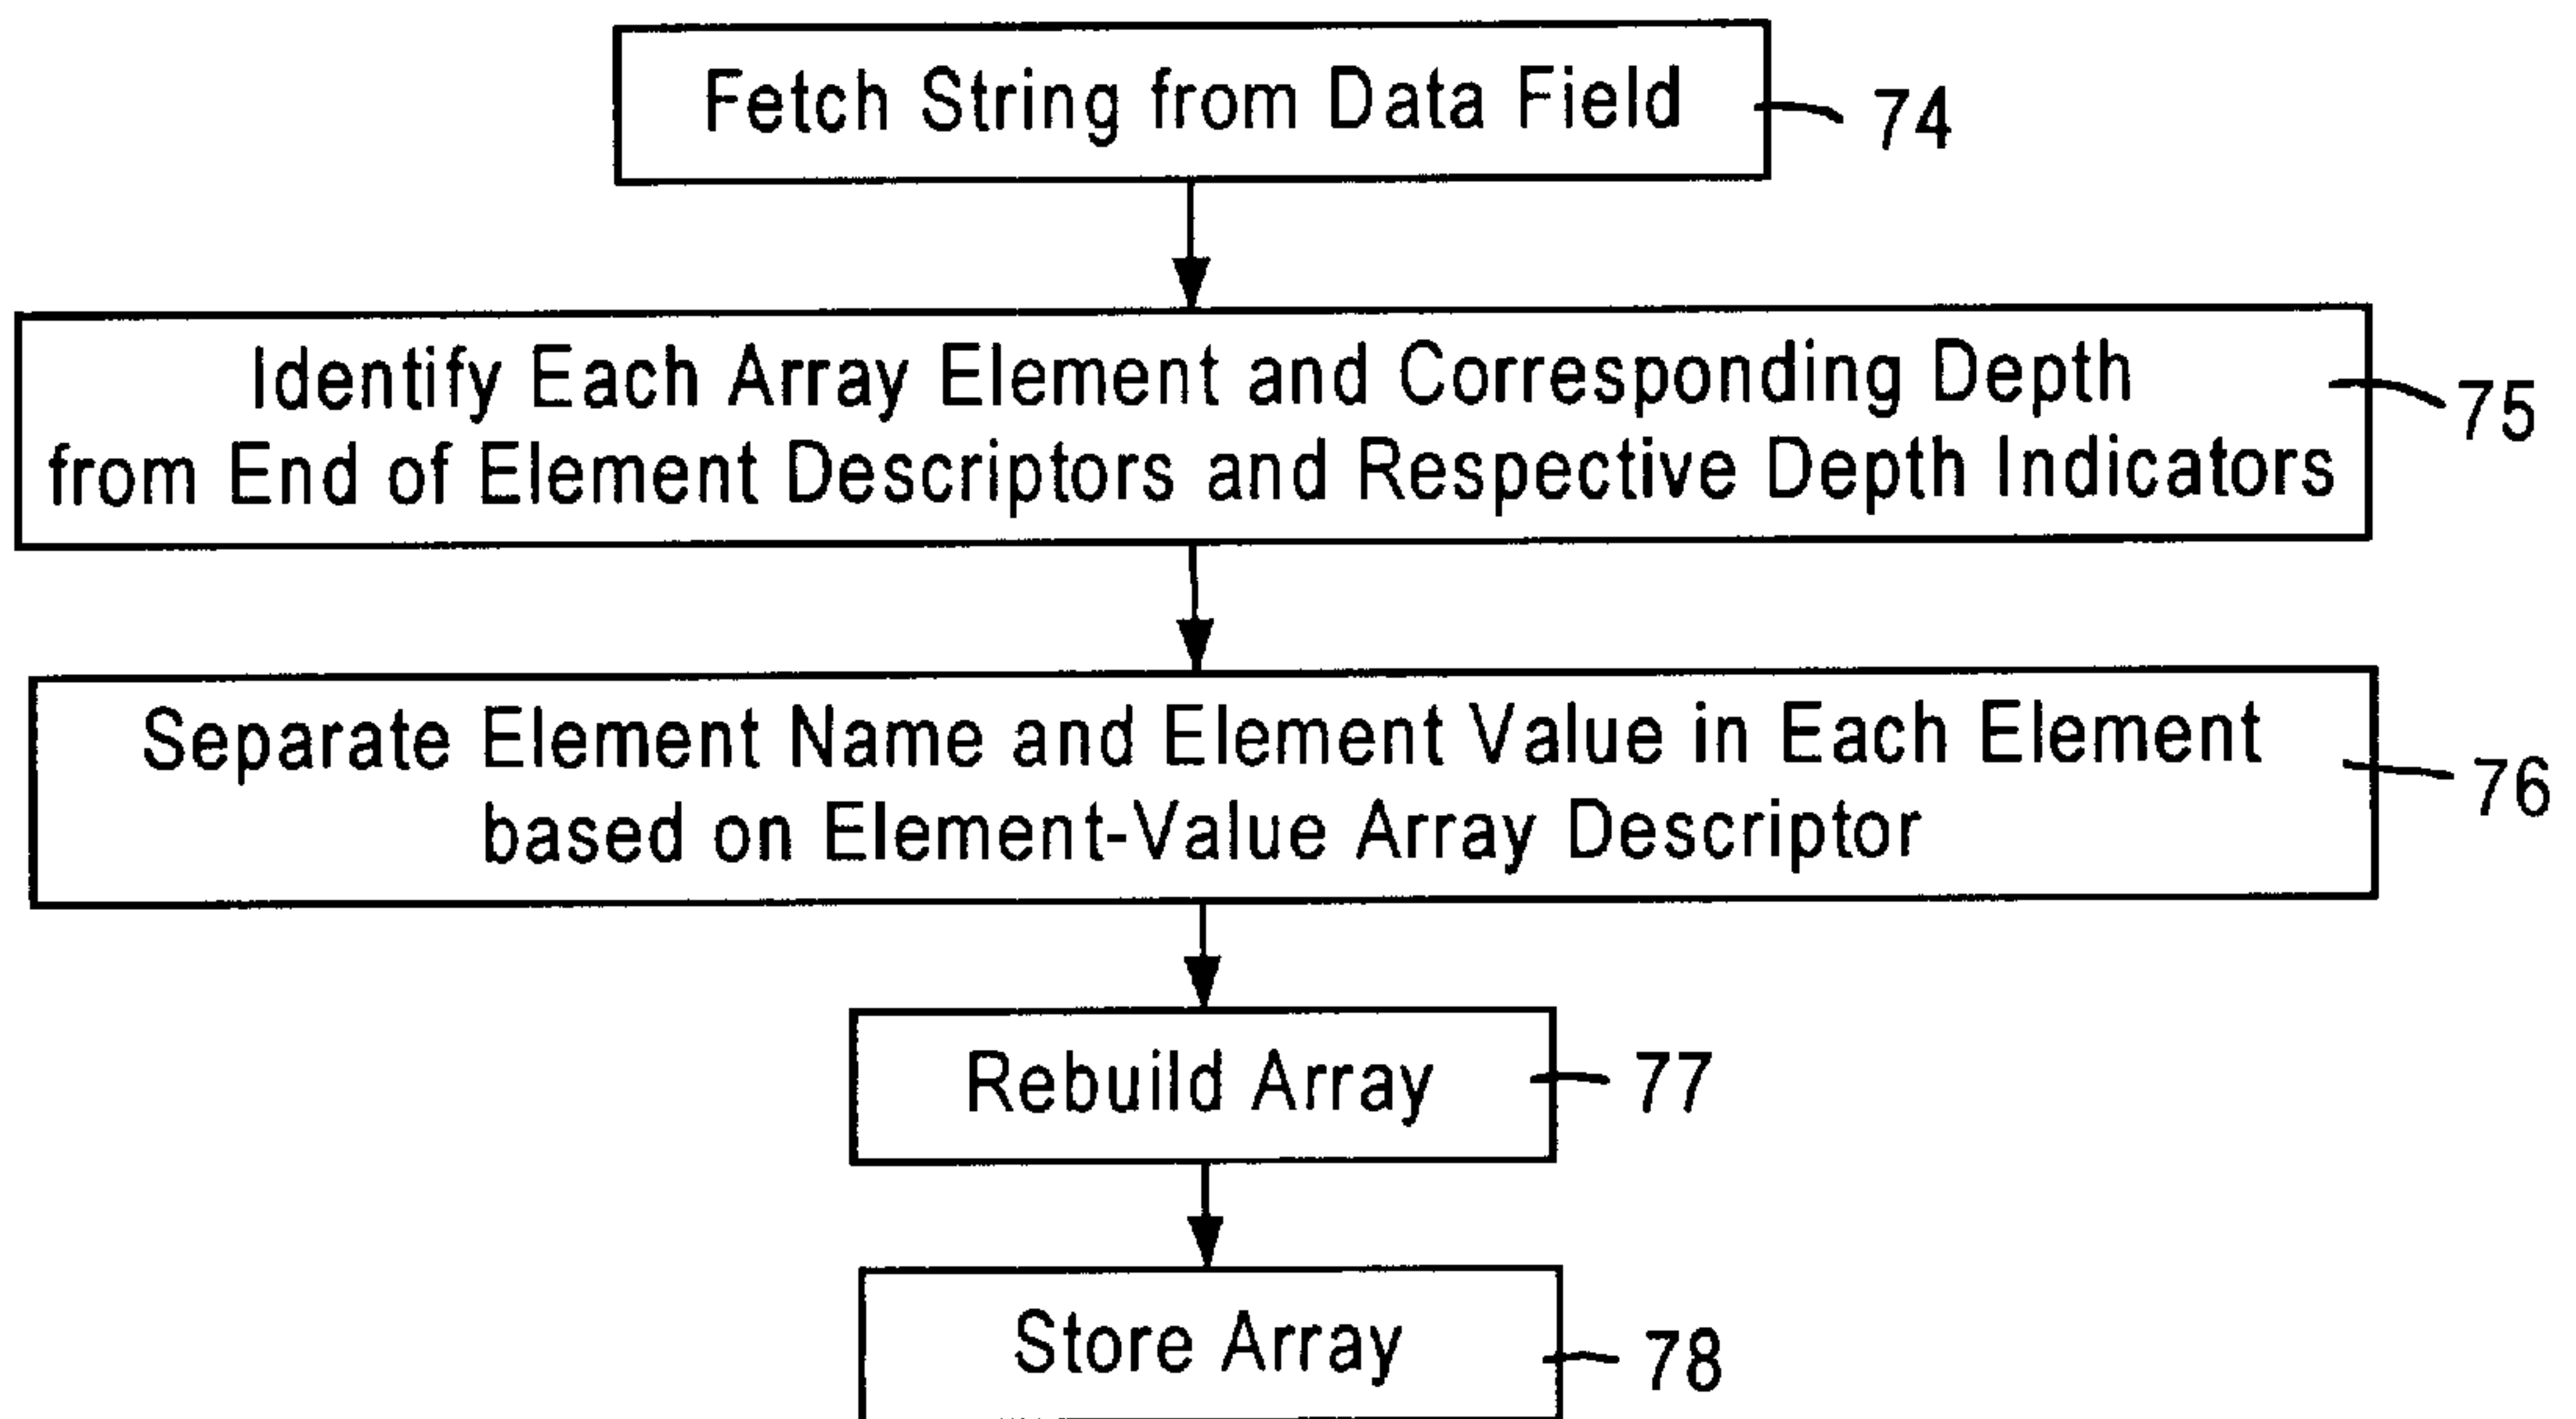 Fetch String from Data Field
74
Identify Each Array Element and Corresponding Depth
from End of Element Descriptors and Respective Depth Indicators
75
Separate Element Name and Element Value in Each Element
based on Element-Value Array Descriptor
76
Rebuild Array
77
Store Array
78